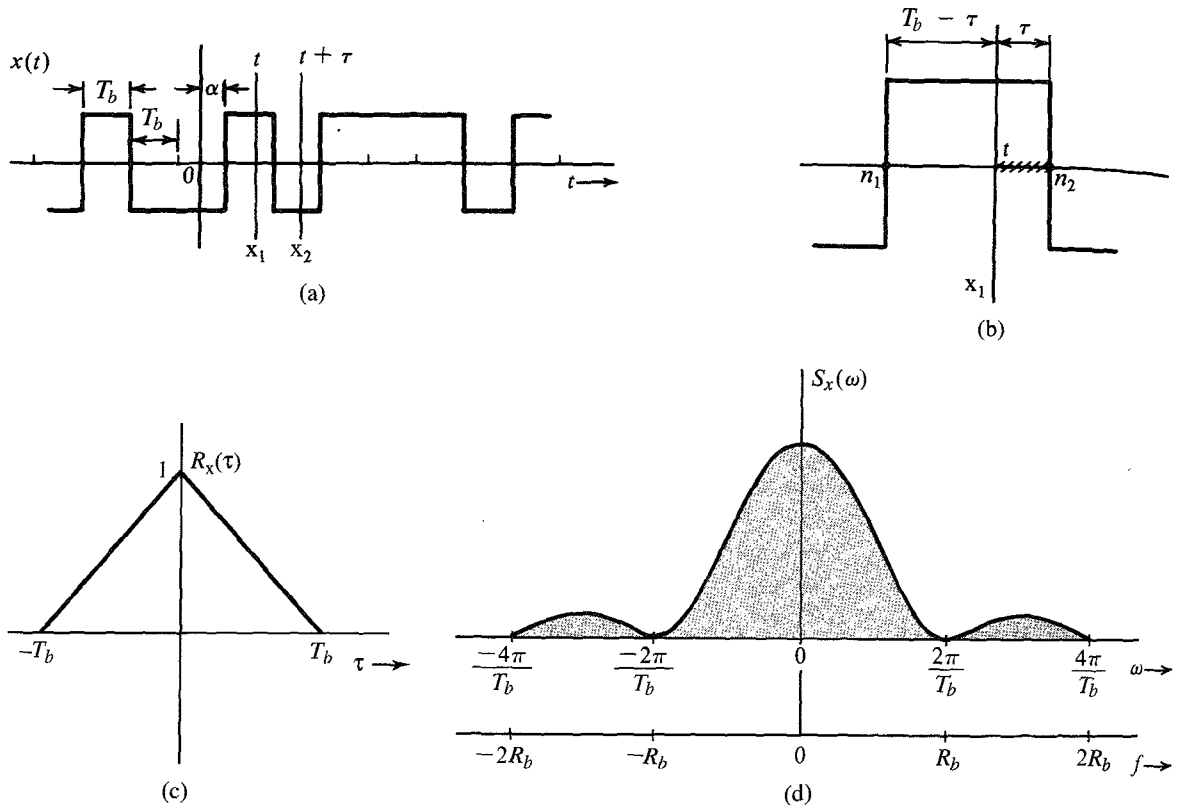 x(t)
t
t + τ
T_b
α
T_b
0
t
x_1
x_2
(a)
T_b − τ
τ
t
n_1
n_2
x_1
(b)
1
R_x(τ)
−T_b
T_b
τ
(c)
S_x(ω)
−4π/T_b
−2π/T_b
0
2π/T_b
4π/T_b
ω
−2R_b
−R_b
0
R_b
2R_b
f
(d)